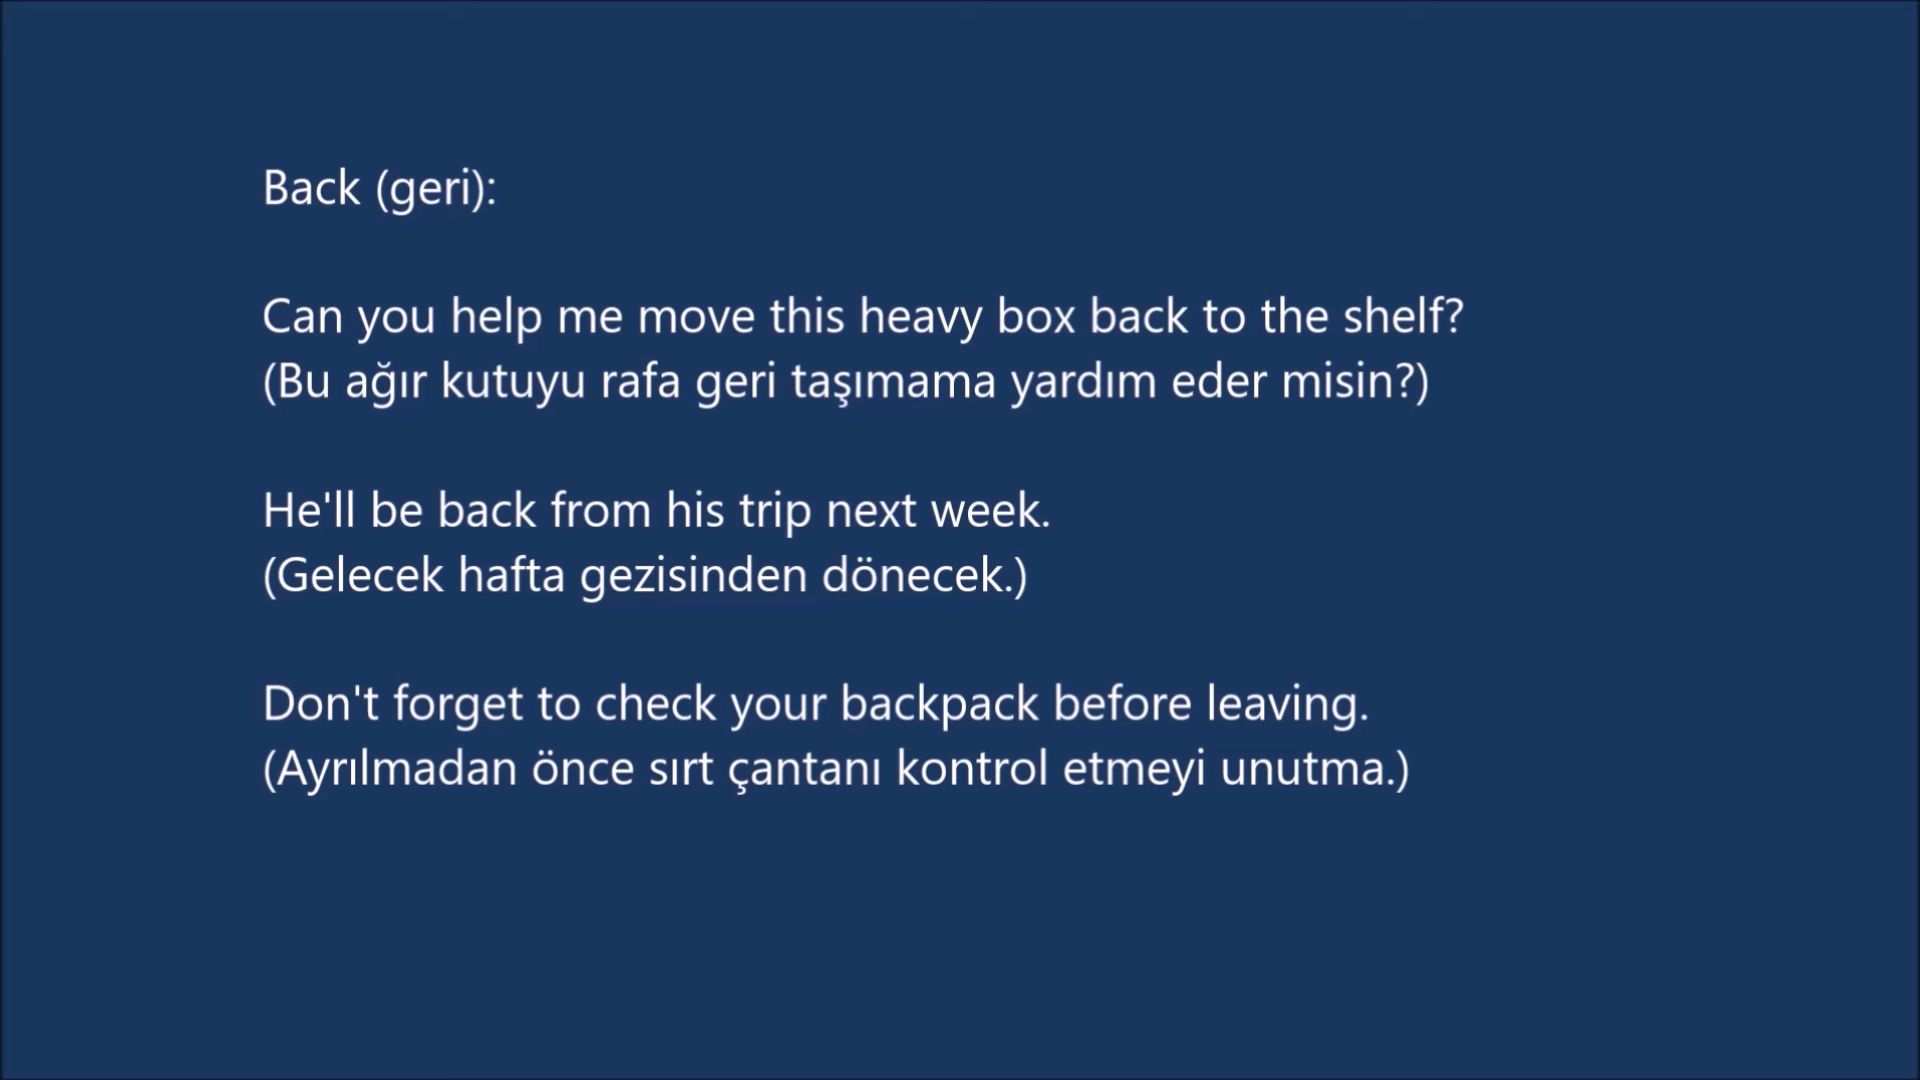 Back (geri):
Can you help me move this heavy box back to the shelf?
(Bu ağır kutuyu rafa geri taşımama yardım eder misin?)
He'll be back from his trip next week.
(Gelecek hafta gezisinden dönecek.)
Don't forget to check your backpack before leaving.
(Ayrılmadan önce sırt çantanı kontrol etmeyi unutma.)